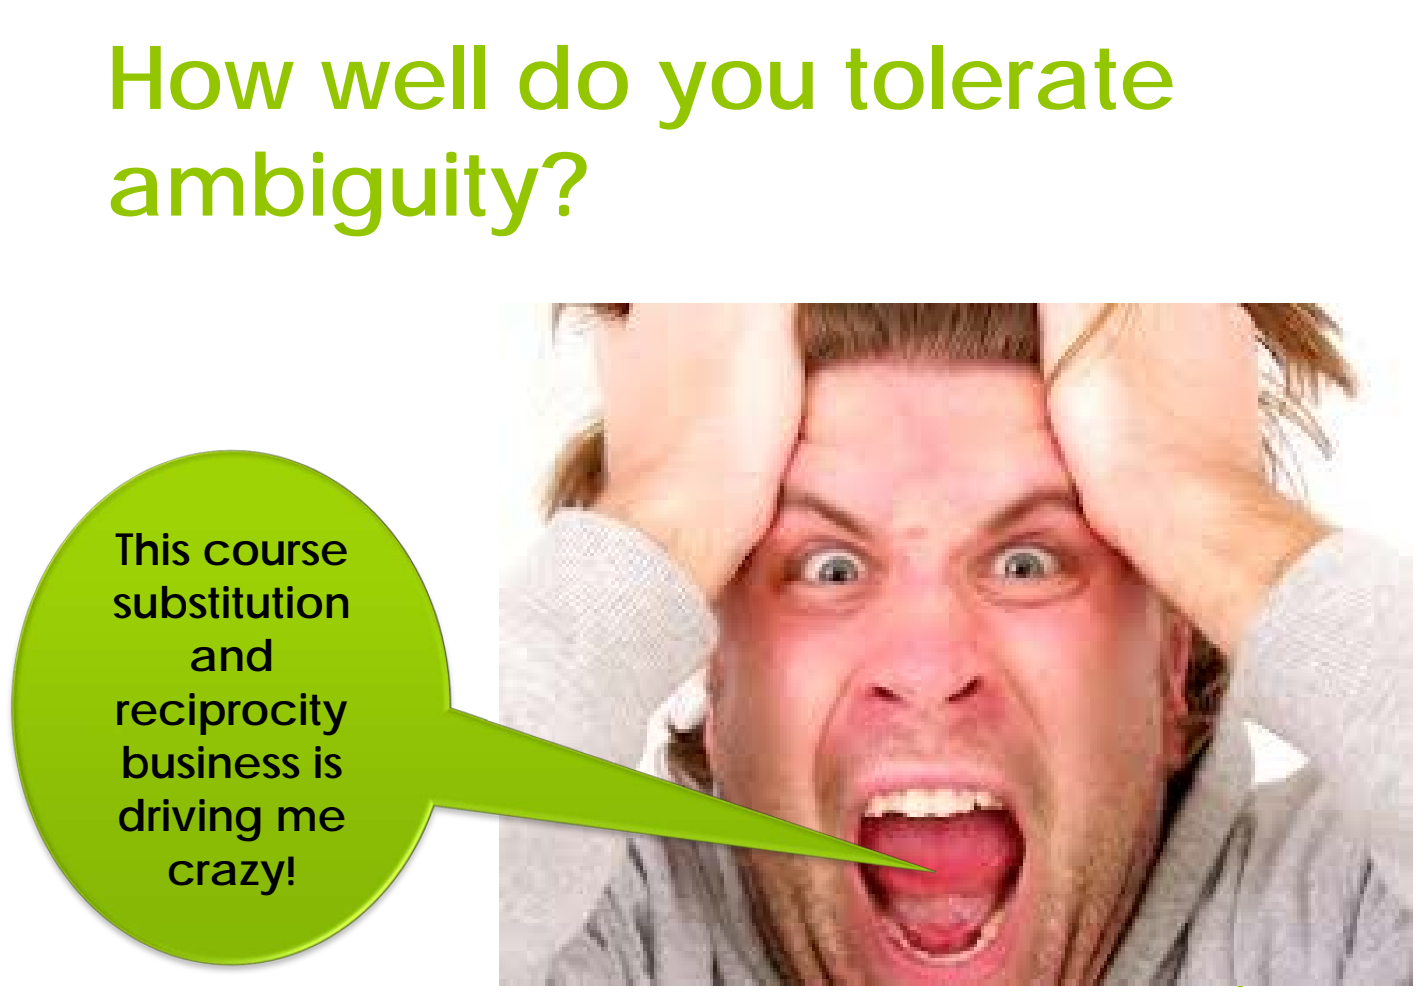 How well do you tolerate
ambiguity?
This course
substitution
and
reciprocity
business is
driving me
crazy!